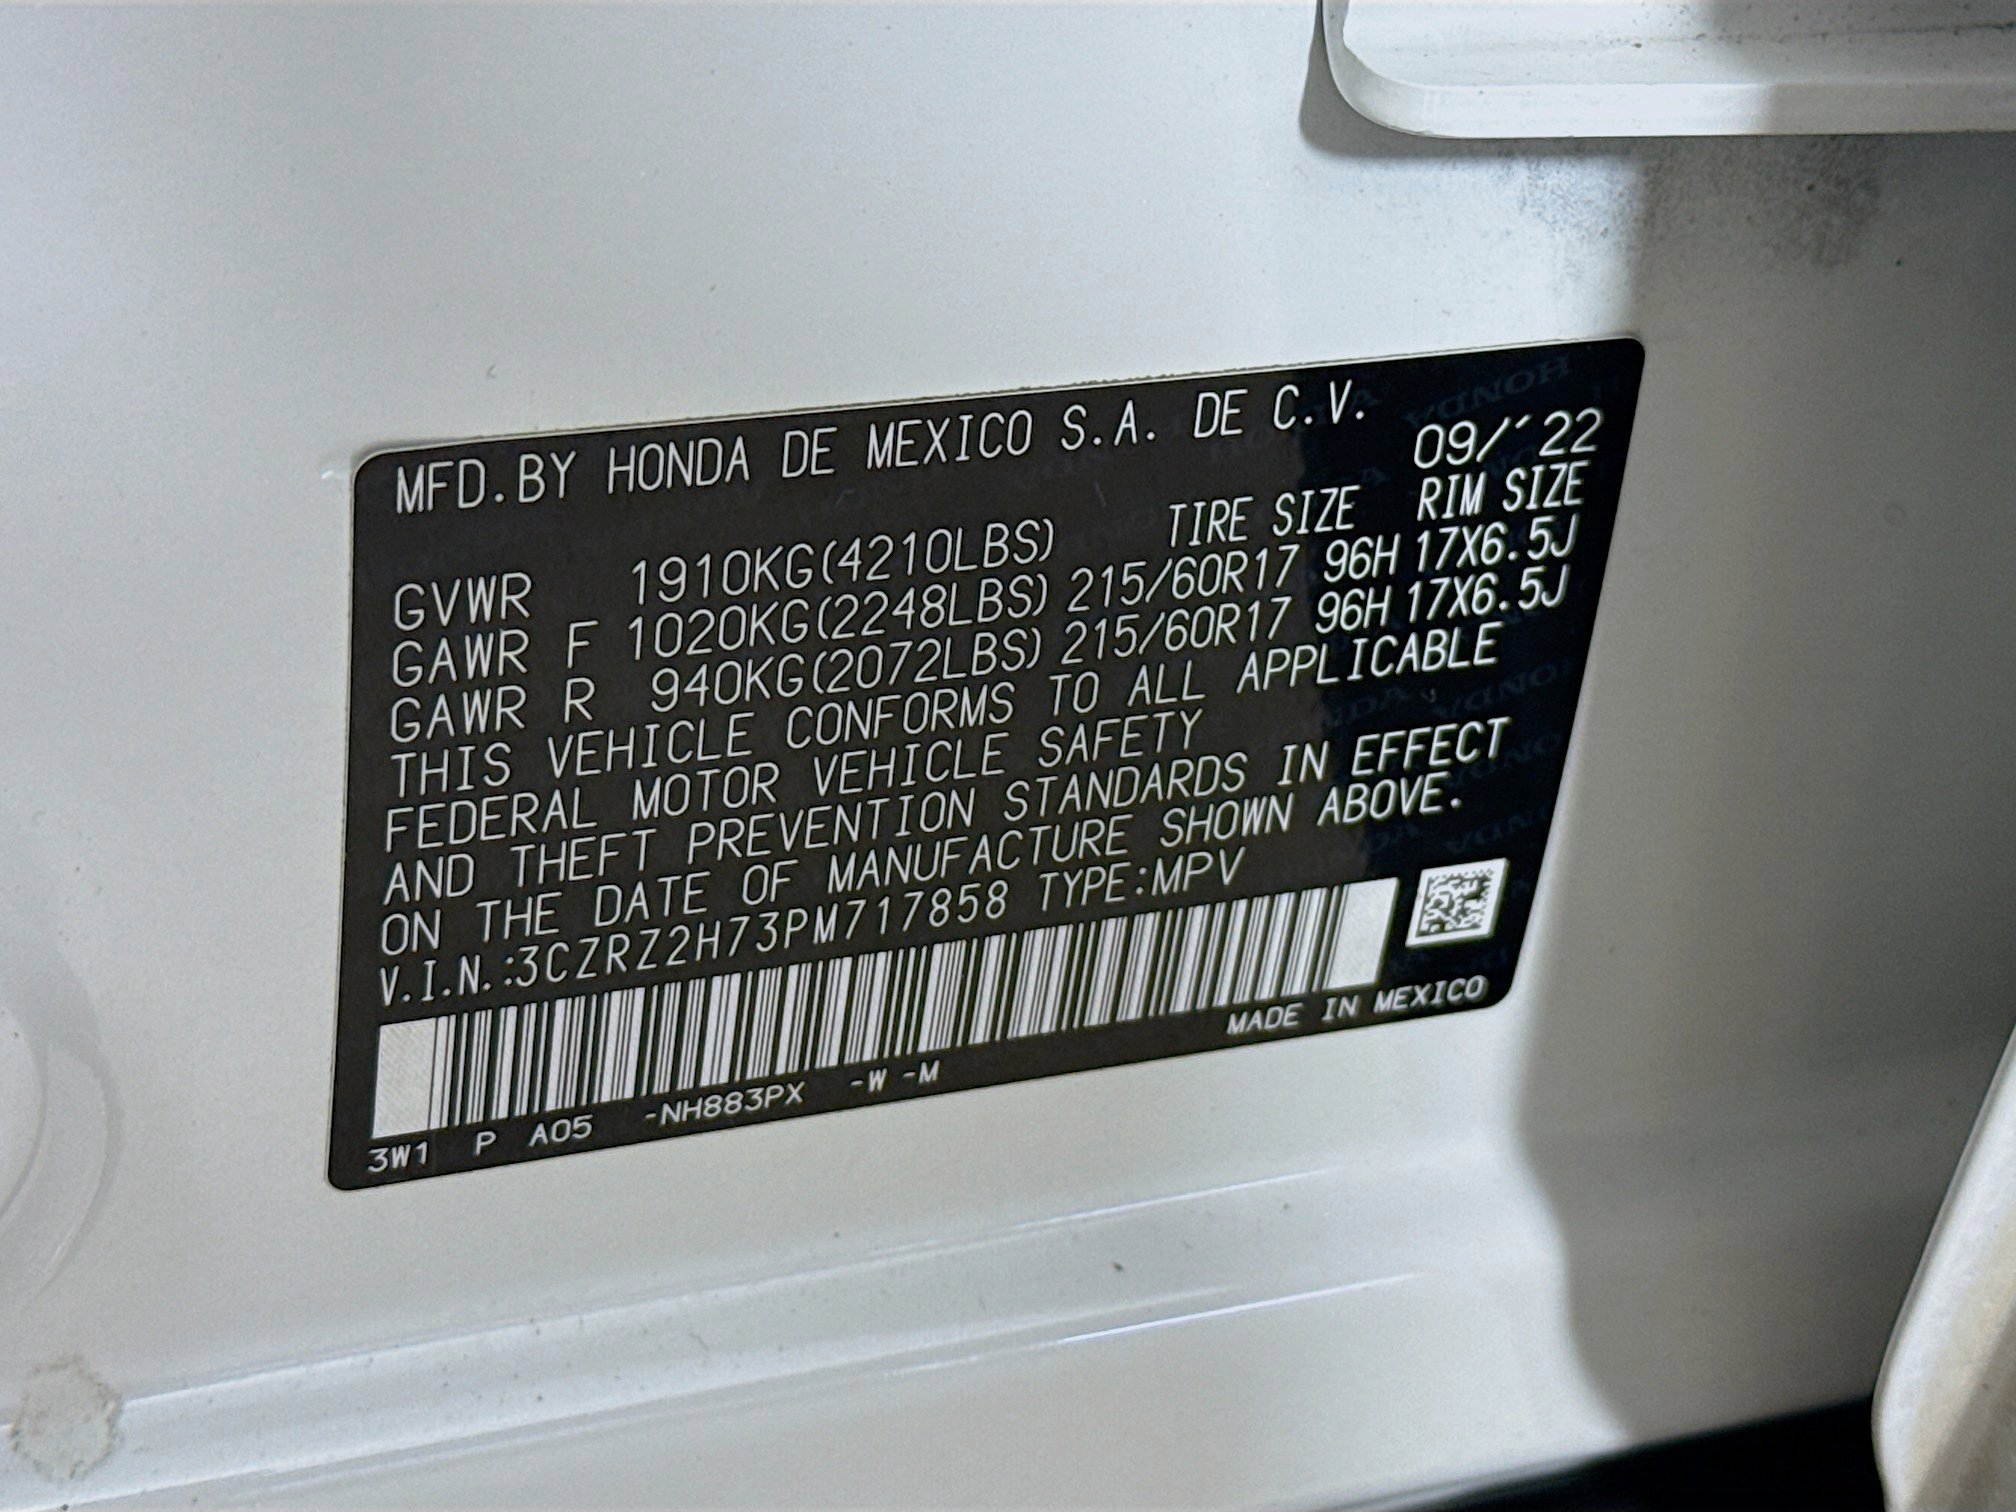 MFD.BY HONDA DE MEXICO S.A. DE C.V.
09/'22
TIRE SIZE RIM SIZE
GVWR 1910KG(4210LBS)
GAWR F 1020KG(2248LBS) 215/60R17 96H 17X6.5J
GAWR R 940KG(2072LBS) 215/60R17 96H 17X6.5J
THIS VEHICLE CONFORMS TO ALL APPLICABLE
FEDERAL MOTOR VEHICLE SAFETY
AND THEFT PREVENTION STANDARDS IN EFFECT
ON THE DATE OF MANUFACTURE SHOWN ABOVE.
V.I.N.:3CZRZ2H73PM717858 TYPE:MPV
MADE IN MEXICO
3W1 P A05 -NH883PX -W -M